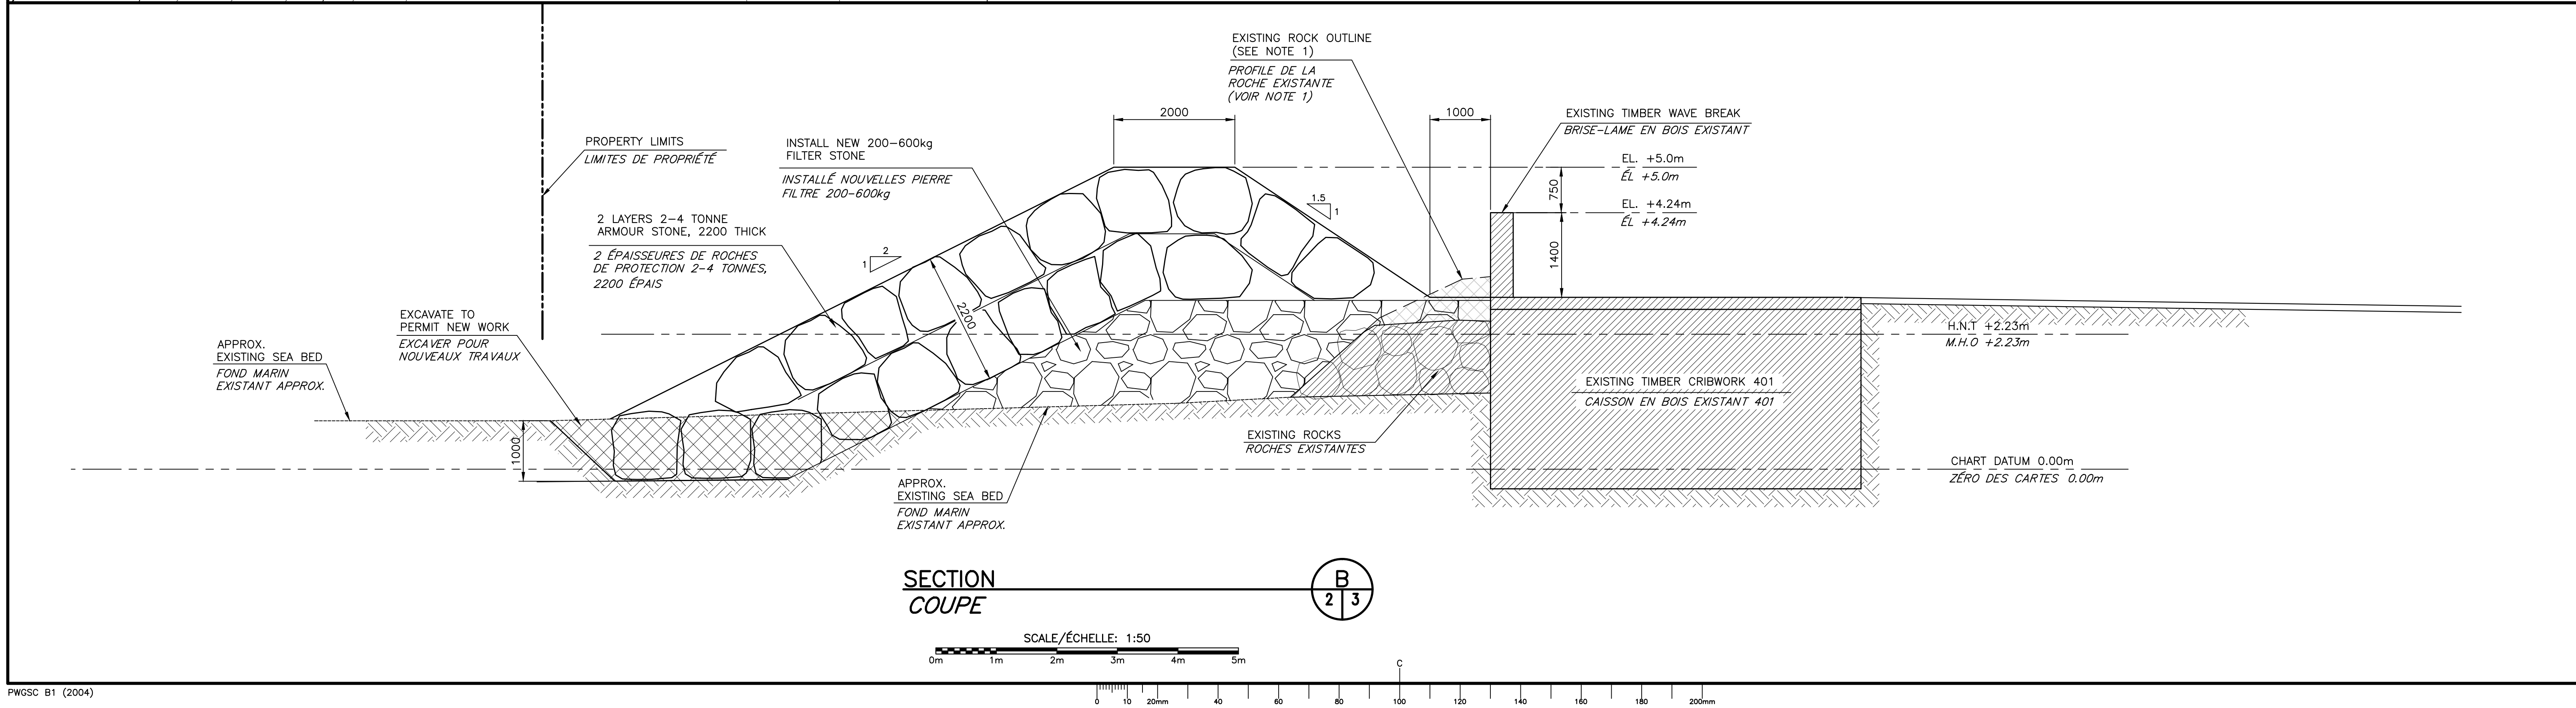 EXISTING ROCK OUTLINE
(SEE NOTE 1)
PROFILE DE LA
ROCHE EXISTANTE
(VOIR NOTE 1)
2000
1000
EXISTING TIMBER WAVE BREAK
BRISE-LAME EN BOIS EXISTANT
PROPERTY LIMITS
LIMITES DE PROPRIÉTÉ
INSTALL NEW 200-600kg
FILTER STONE
INSTALLÉ NOUVELLES PIERRE
FILTRE 200-600kg
EL. +5.0m
ÉL +5.0m
750
EL. +4.24m
ÉL +4.24m
1400
1.5
1
2 LAYERS 2-4 TONNE
ARMOUR STONE, 2200 THICK
2 ÉPAISSEURES DE ROCHES
DE PROTECTION 2-4 TONNES,
2200 ÉPAIS
2
1
2200
EXCAVATE TO
PERMIT NEW WORK
EXCAVER POUR
NOUVEAUX TRAVAUX
APPROX.
EXISTING SEA BED
FOND MARIN
EXISTANT APPROX.
1000
H.N.T +2.23m
M.H.O +2.23m
EXISTING TIMBER CRIBWORK 401
CAISSON EN BOIS EXISTANT 401
EXISTING ROCKS
ROCHES EXISTANTES
CHART DATUM 0.00m
ZÉRO DES CARTES 0.00m
APPROX.
EXISTING SEA BED
FOND MARIN
EXISTANT APPROX.
SECTION
COUPE
B
2 3
SCALE/ÉCHELLE: 1:50
0m 1m 2m 3m 4m 5m
C
PWGSC B1 (2004)
0 10 20mm 40 60 80 100 120 140 160 180 200mm